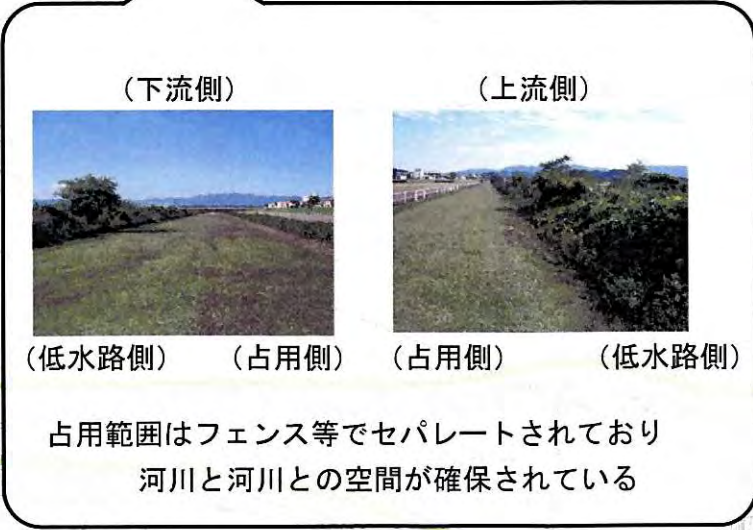 （下流側）
（上流側）
（低水路側）
（占用側）
（占用側）
（低水路側）
占用範囲はフェンス等でセパレートされており
河川と河川との空間が確保されている